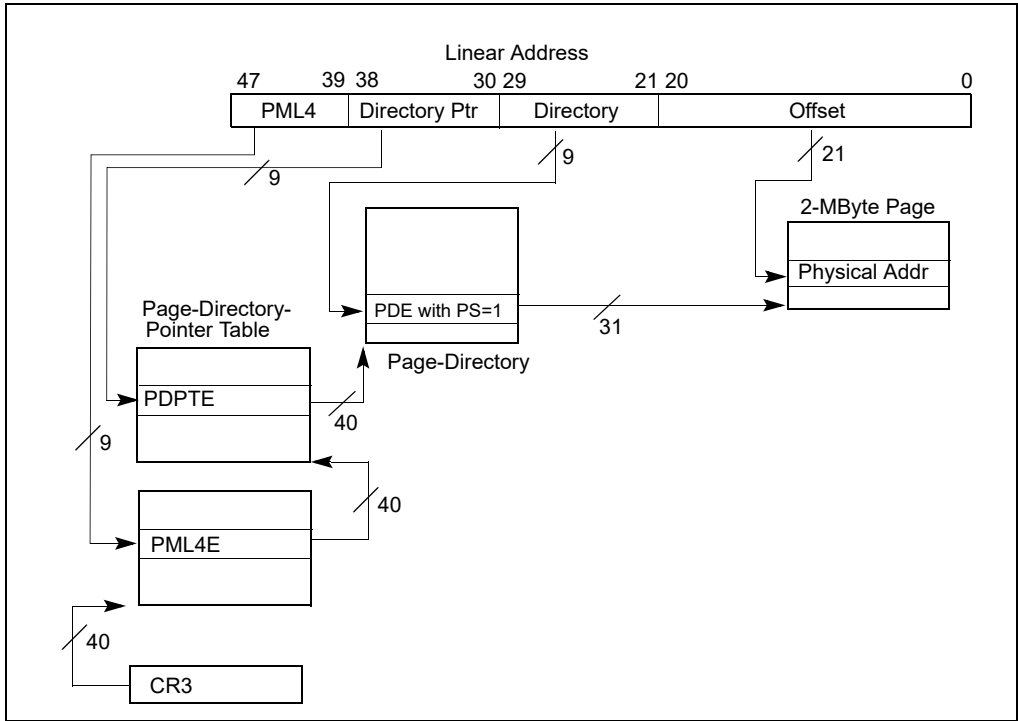 Linear Address
47 39 38 30 29 21 20 0
PML4 Directory Ptr Directory Offset
9 9 21
2-MByte Page
Physical Addr
PDE with PS=1
31
Page-Directory-
Pointer Table
Page-Directory
PDPTE
40
9
40
PML4E
40
CR3